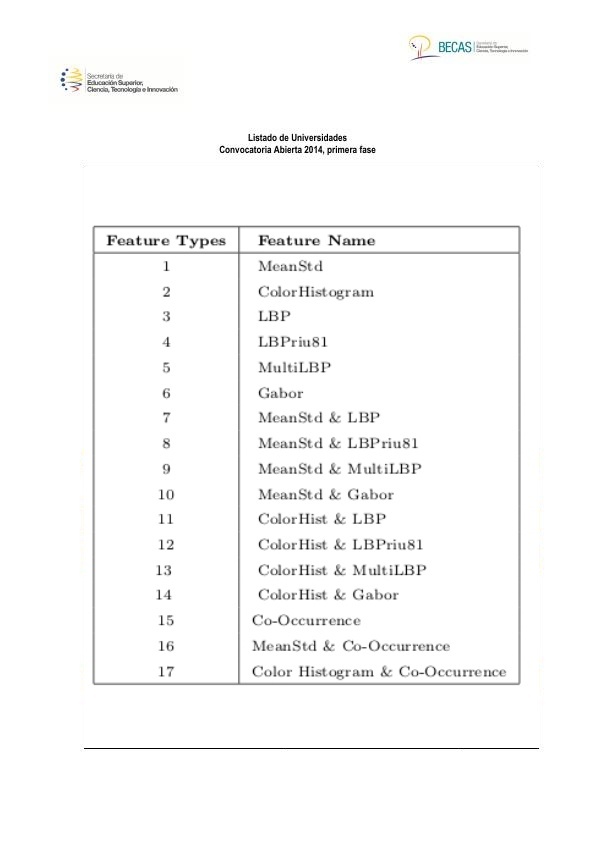 BECAS
Secretaría de
Educación Superior,
Ciencia, Tecnología e Innovación
Secretaría de
Educación Superior,
Ciencia, Tecnología e Innovación
Listado de Universidades
Convocatoria Abierta 2014, primera fase
Feature Types Feature Name
1 MeanStd
2 ColorHistogram
3 LBP
4 LBPriu81
5 MultiLBP
6 Gabor
7 MeanStd & LBP
8 MeanStd & LBPriu81
9 MeanStd & MultiLBP
10 MeanStd & Gabor
11 ColorHist & LBP
12 ColorHist & LBPriu81
13 ColorHist & MultiLBP
14 ColorHist & Gabor
15 Co-Occurrence
16 MeanStd & Co-Occurrence
17 Color Histogram & Co-Occurrence